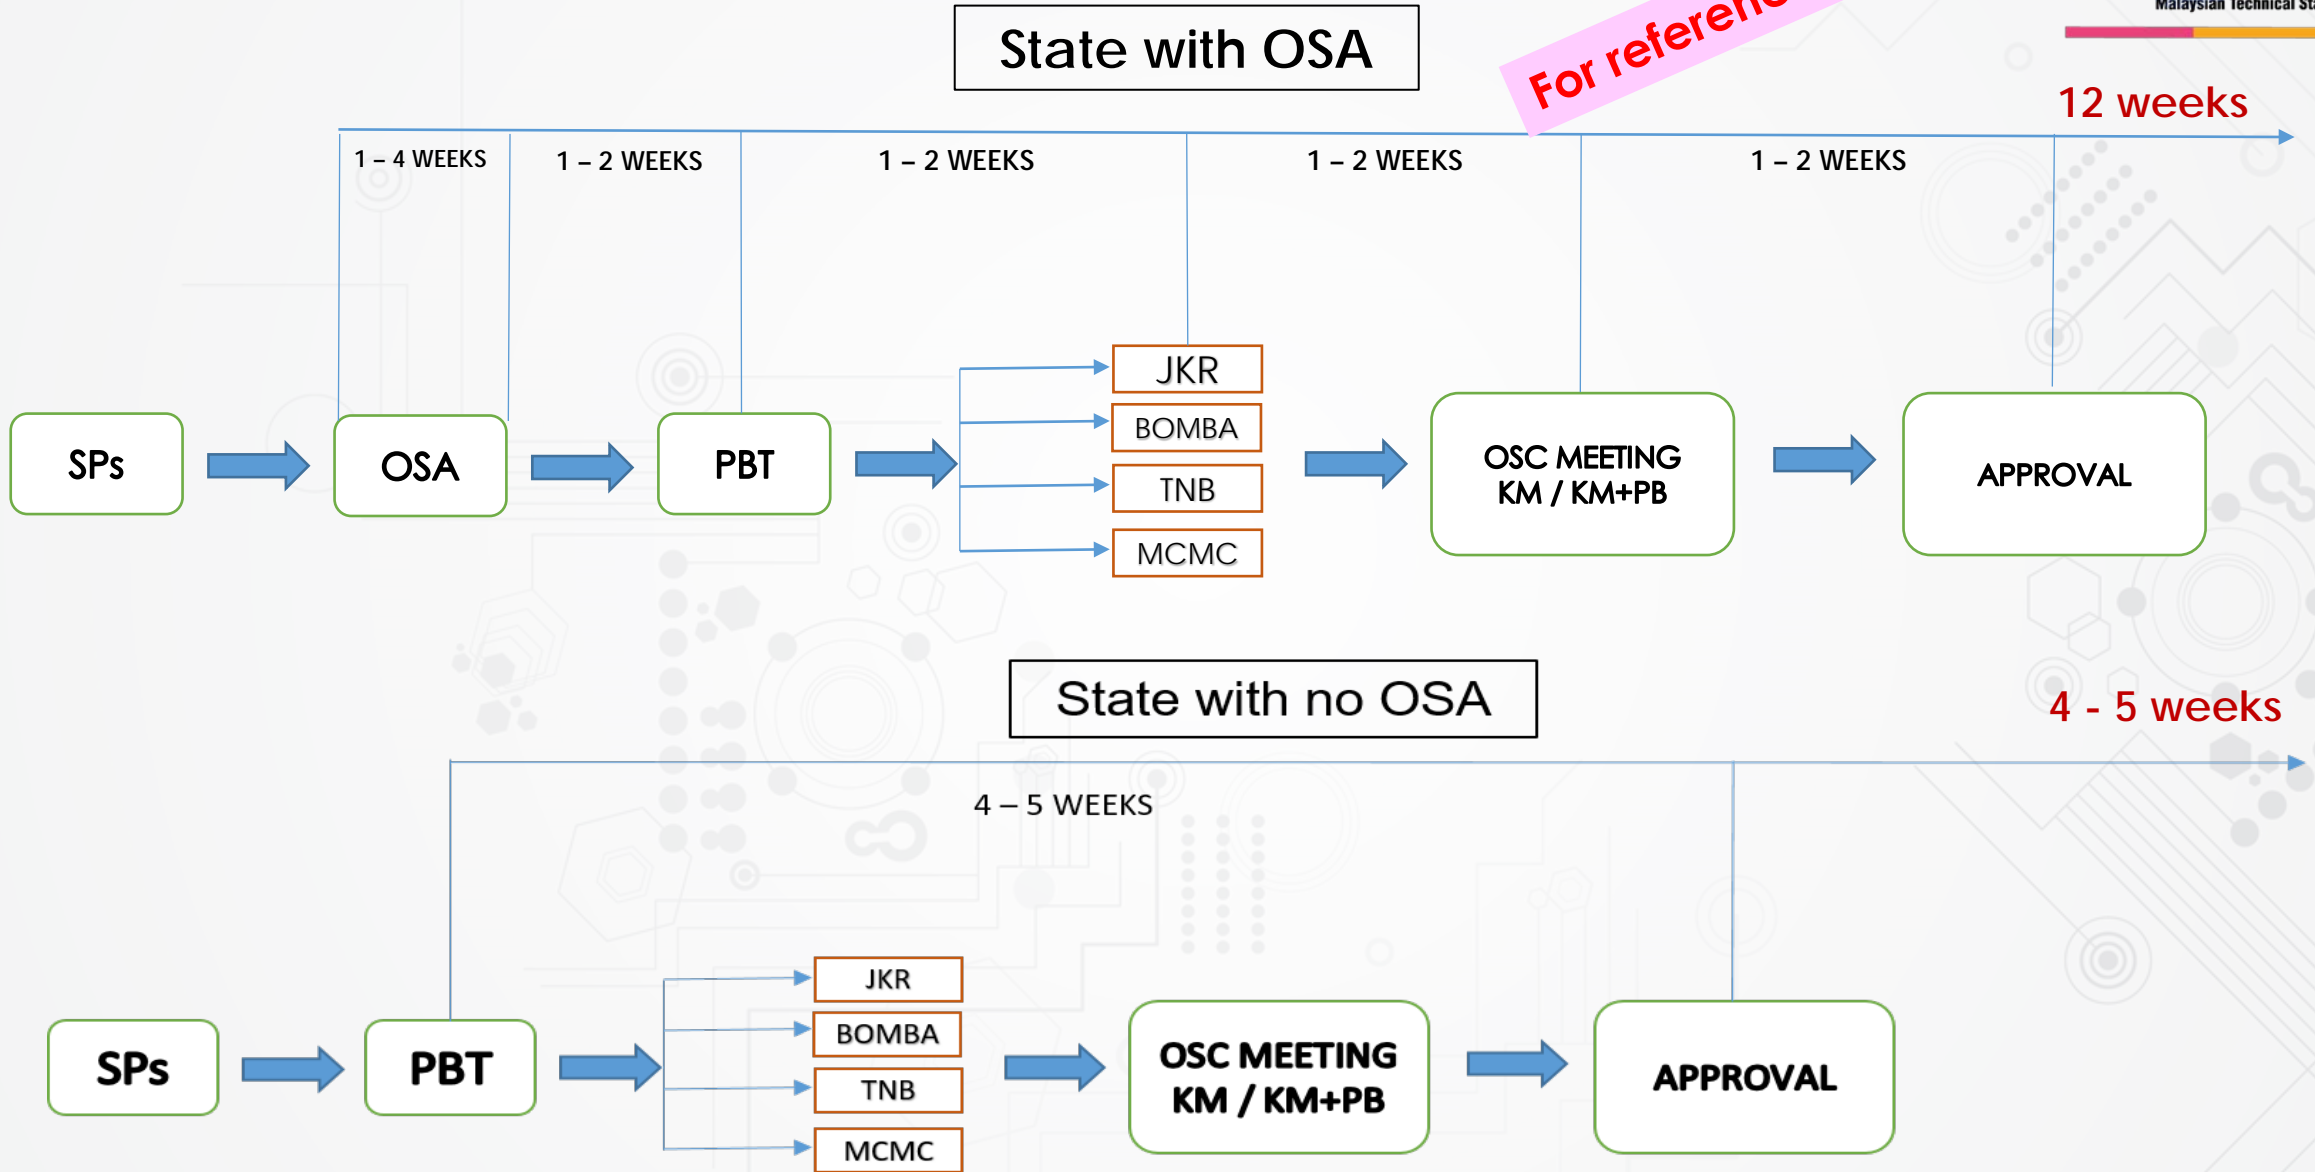 Malaysian Technical
State with OSA
For
12 weeks
1 – 4 WEEKS
1 – 2 WEEKS
1 – 2 WEEKS
1 – 2 WEEKS
1 – 2 WEEKS
SPs
OSA
PBT
JKR
BOMBA
TNB
MCMC
OSC MEETING
KM / KM+PB
APPROVAL
State with no OSA
4 - 5 weeks
4 – 5 WEEKS
SPs
PBT
JKR
BOMBA
TNB
MCMC
OSC MEETING
KM / KM+PB
APPROVAL